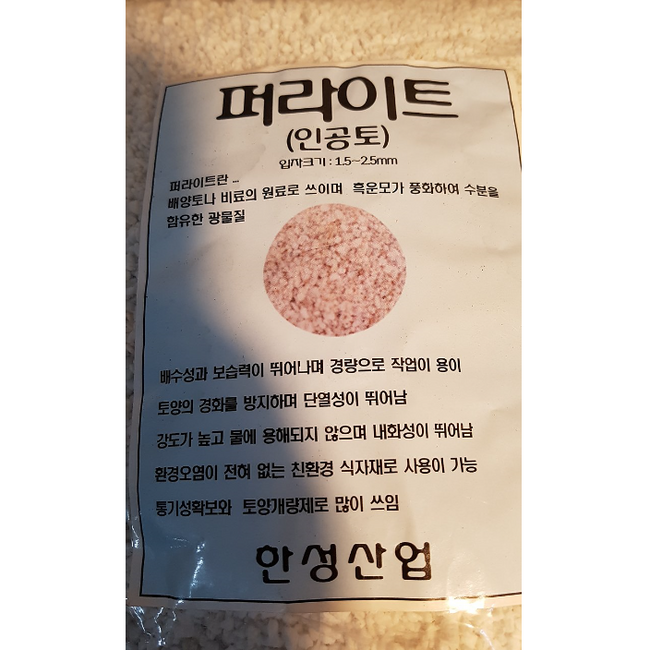 퍼라이트
(인공토)
입자크기 : 1.5~2.5mm
퍼라이트란 ...
배양토나 비료의 원료로 쓰이며 흑운모가 풍화하여 수분을
함유한 광물질
배수성과 보습력이 뛰어나며 경량으로 작업이 용이
토양의 경화를 방지하며 단열성이 뛰어남
강도가 높고 물에 용해되지 않으며 내화성이 뛰어남
환경오염이 전혀 없는 친환경 식자재로 사용이 가능
통기성확보와 토양개량제로 많이 쓰임
한성산업